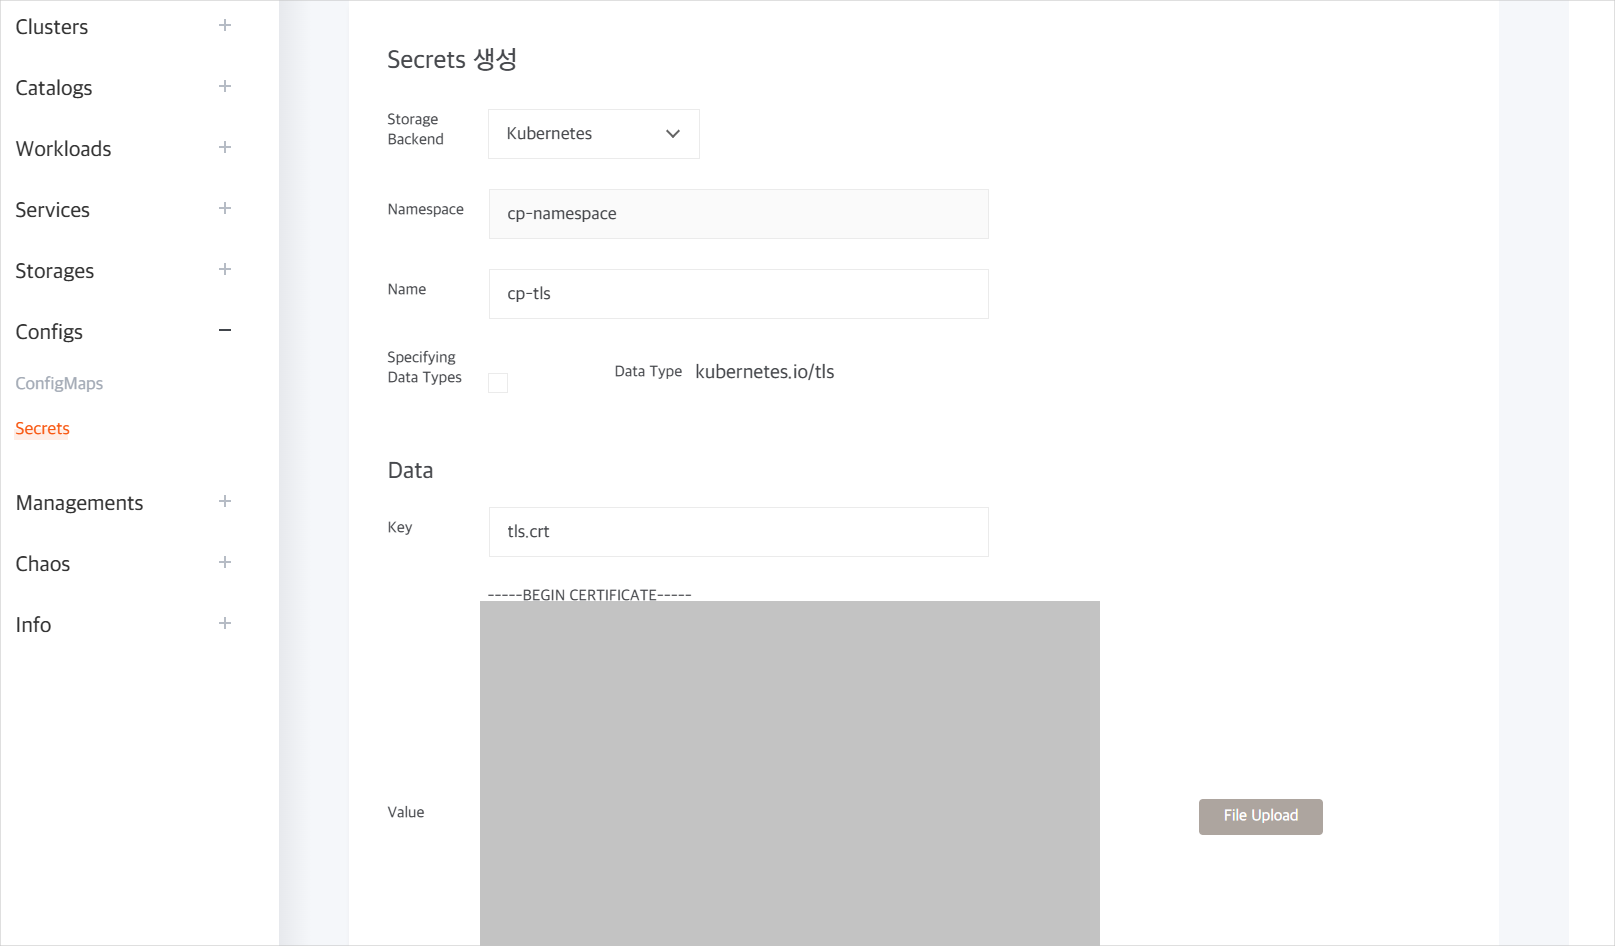 Clusters
Catalogs
Workloads
Services
Storages
Configs
ConfigMaps
Secrets
Managements
Chaos
Info
Secrets 생성
Storage
Backend
Kubernetes
Namespace
cp-namespace
Name
cp-tls
Specifying
Data Types
Data Type kubernetes.io/tls
Data
Key
tls.crt
-----BEGIN CERTIFICATE-----
Value
File Upload